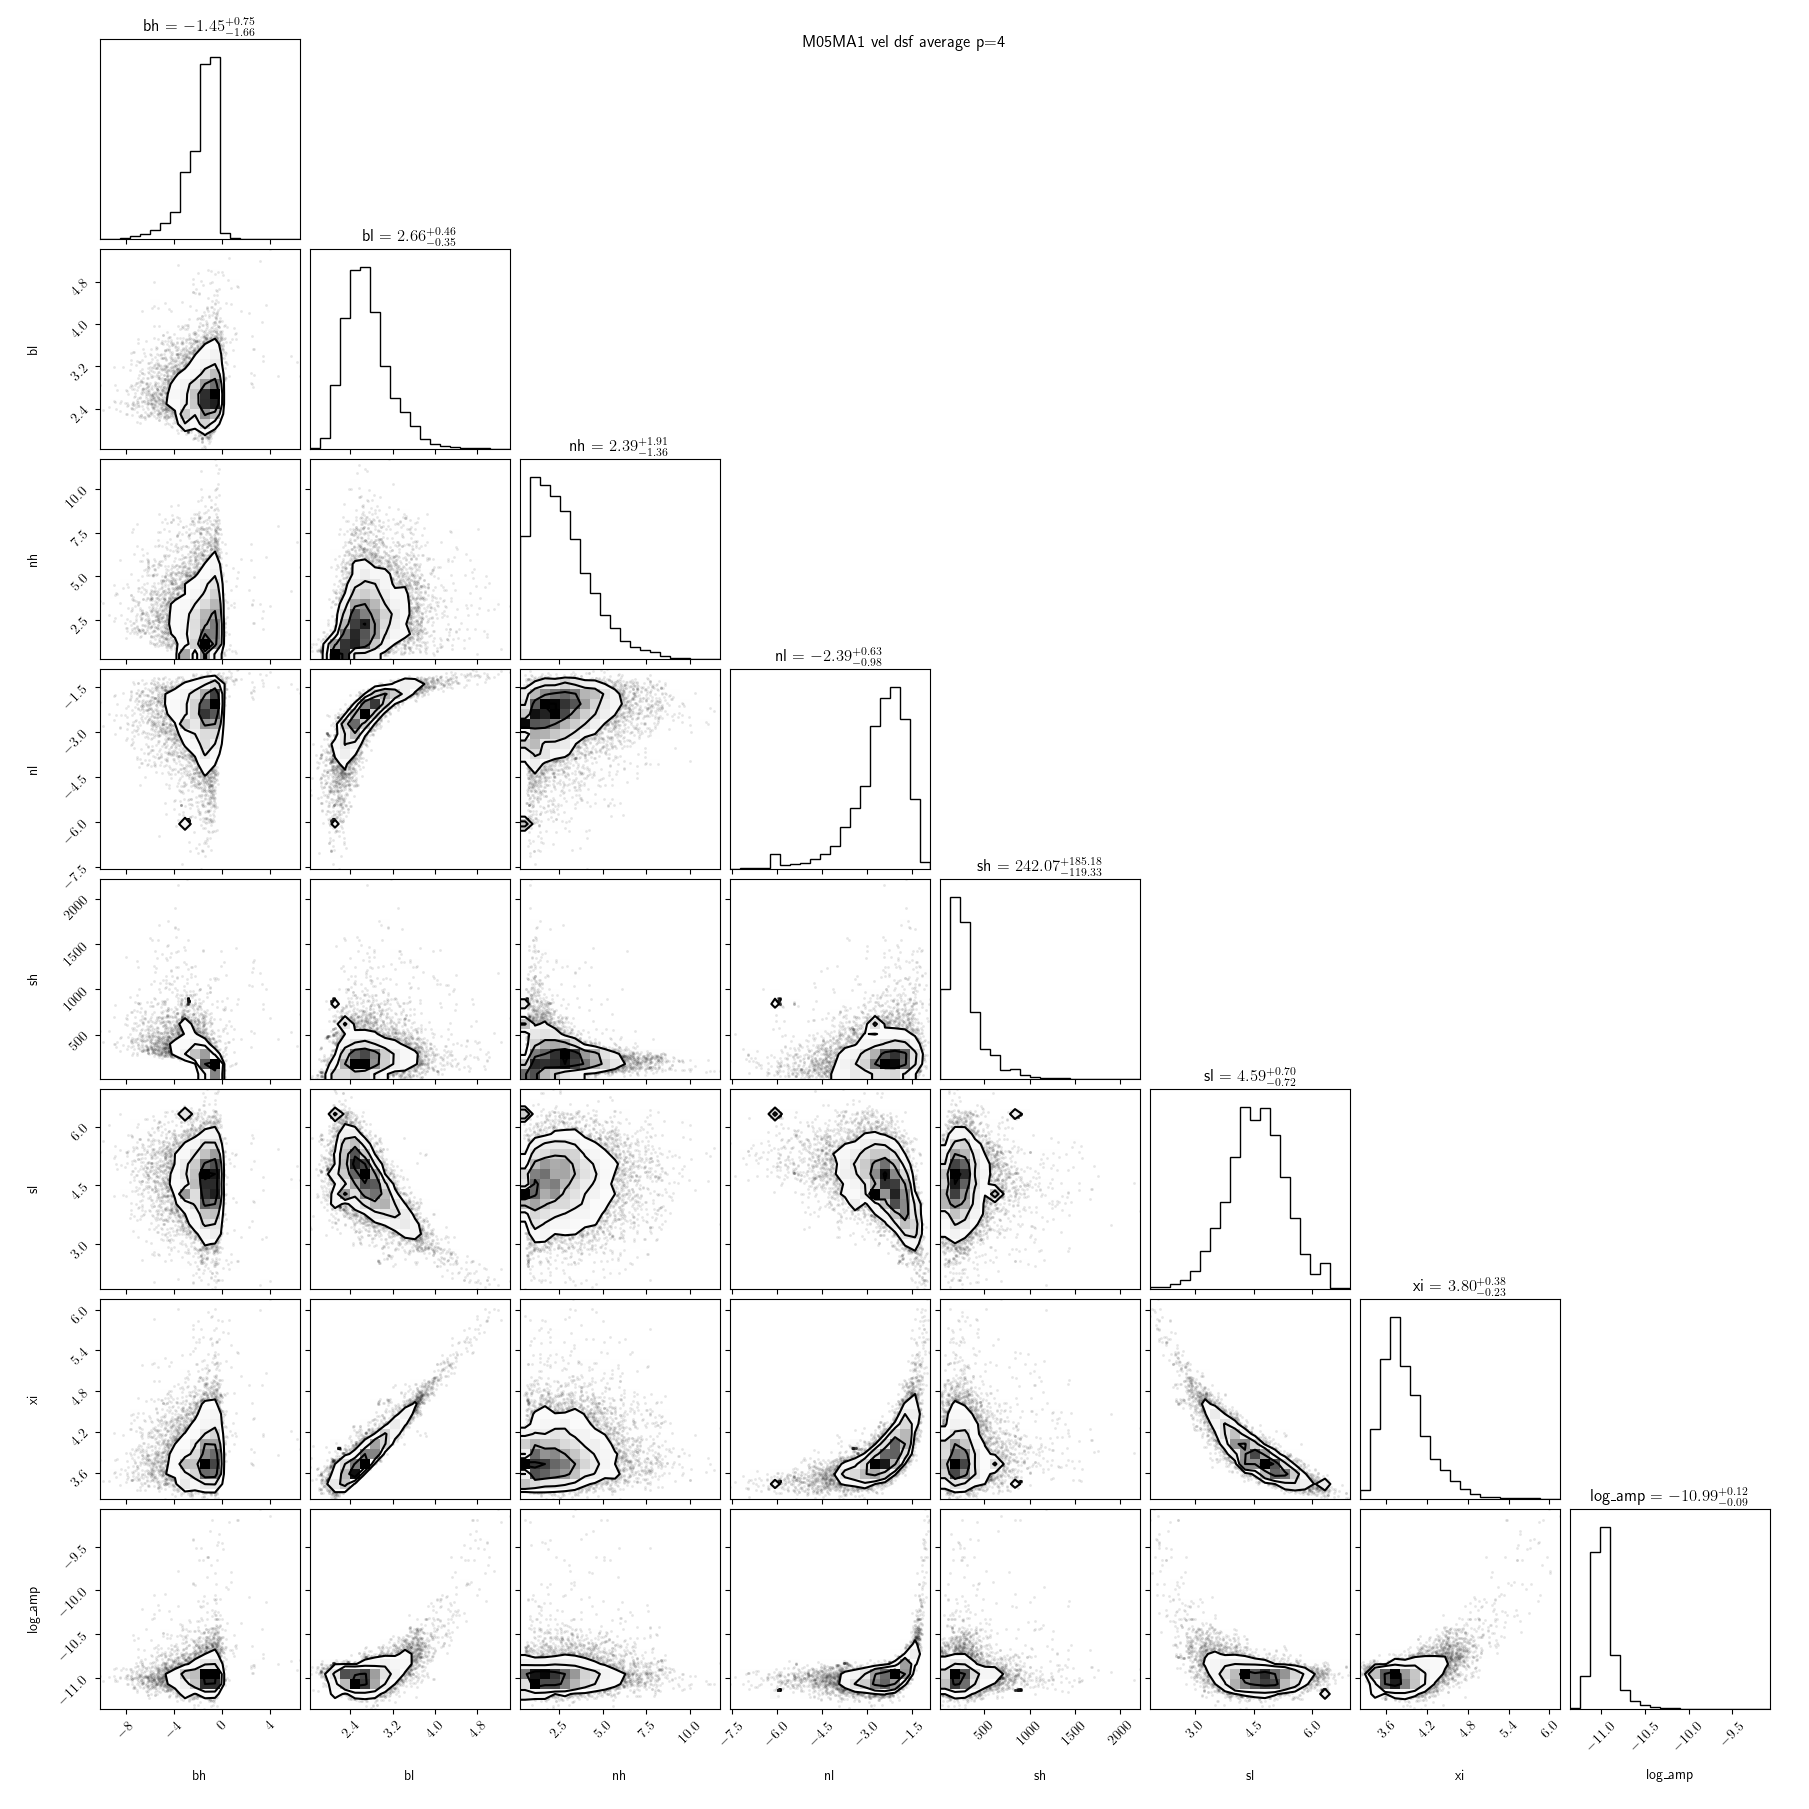 bh = −1.45+0.75−1.66
M05MA1 vel dsf average p=4
bl = 2.66+0.46−0.35
4.8
4.0
3.2
2.4
bl
nh = 2.39+1.91−1.36
10.0
7.5
5.0
2.5
nh
nl = −2.39+0.63−0.98
−1.5
−3.0
−4.5
−6.0
−7.5
nl
sh = 242.07+185.18−119.33
2000
1500
1000
500
sh
sl = 4.59+0.70−0.72
6.0
4.5
3.0
sl
xi = 3.80+0.38−0.23
6.0
5.4
4.8
4.2
3.6
xi
log_amp = −10.99+0.12−0.09
−9.5
−10.0
−10.5
−11.0
log_amp
−8 −4 0 4 2.4 3.2 4.0 4.8 2.5 5.0 7.5 10.0 −7.5 −6.0 −4.5 −3.0 −1.5 500 1000 1500 2000 3.0 4.5 6.0 3.6 4.2 4.8 5.4 6.0 −11.0 −10.5 −10.0 −9.5
bh bl nh nl sh sl xi log_amp